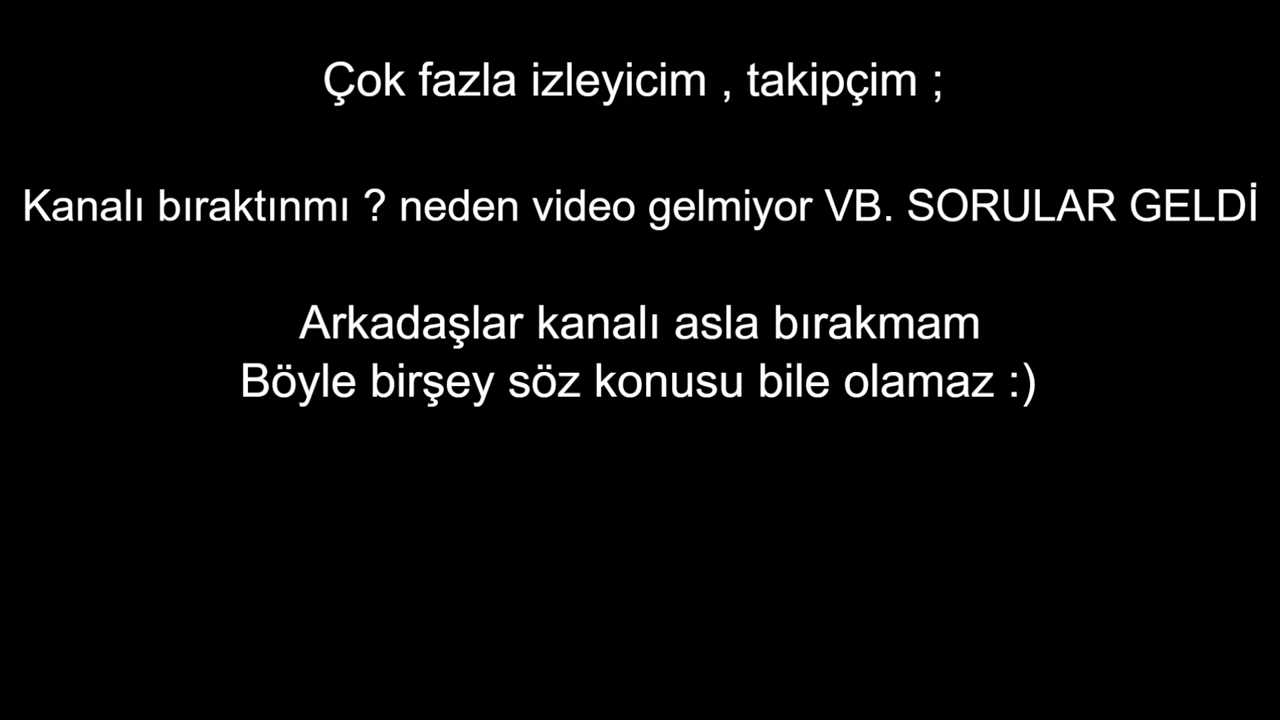 Çok fazla izleyicim , takipçim ;
Kanalı bıraktınmı ? neden video gelmiyor VB. SORULAR GELDİ
Arkadaşlar kanalı asla bırakmam
Böyle birşey söz konusu bile olamaz :)